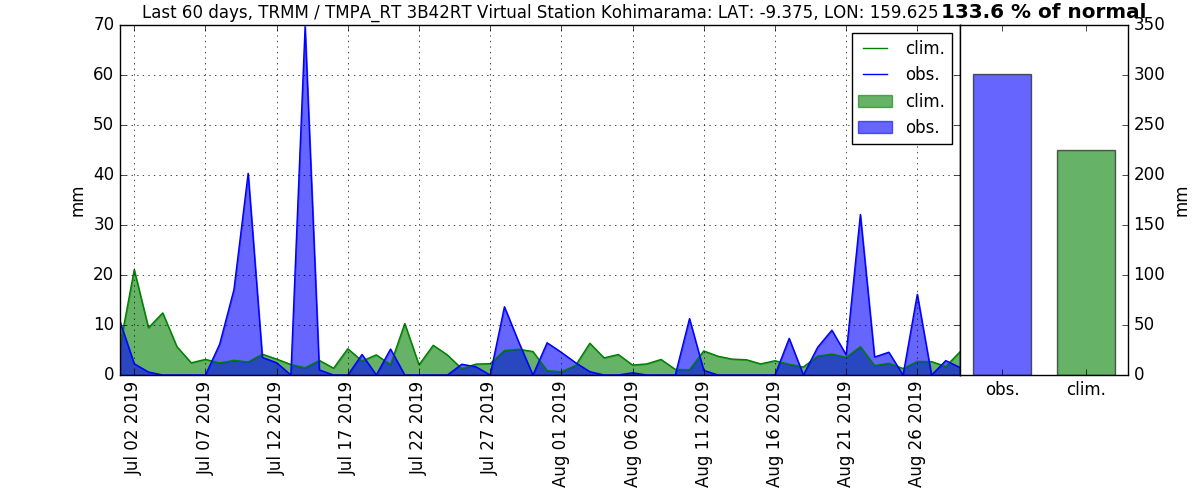 Last 60 days, TRMM / TMPA_RT 3B42RT Virtual Station Kohimarama: LAT: -9.375, LON: 159.625
133.6 % of normal
70
60
50
40
30
20
10
0
mm
clim.
obs.
clim.
obs.
Jul 02 2019
Jul 07 2019
Jul 12 2019
Jul 17 2019
Jul 22 2019
Jul 27 2019
Aug 01 2019
Aug 06 2019
Aug 11 2019
Aug 16 2019
Aug 21 2019
Aug 26 2019
350
300
250
200
150
100
50
0
mm
obs.
clim.